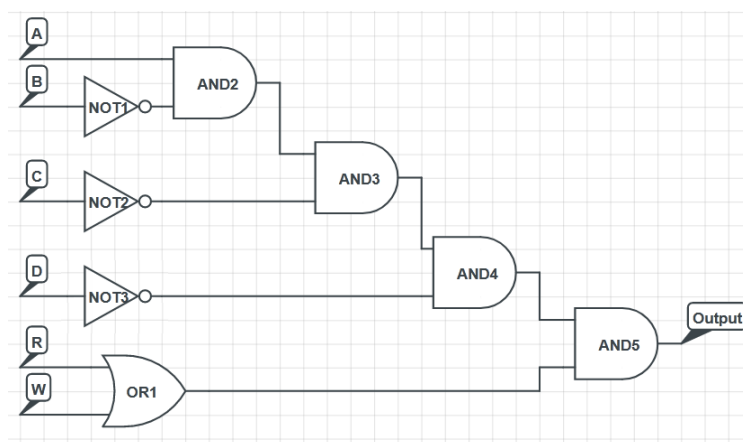 A
B
NOT1
AND2
C
NOT2
AND3
D
NOT3
AND4
R
W
OR1
AND5
Output